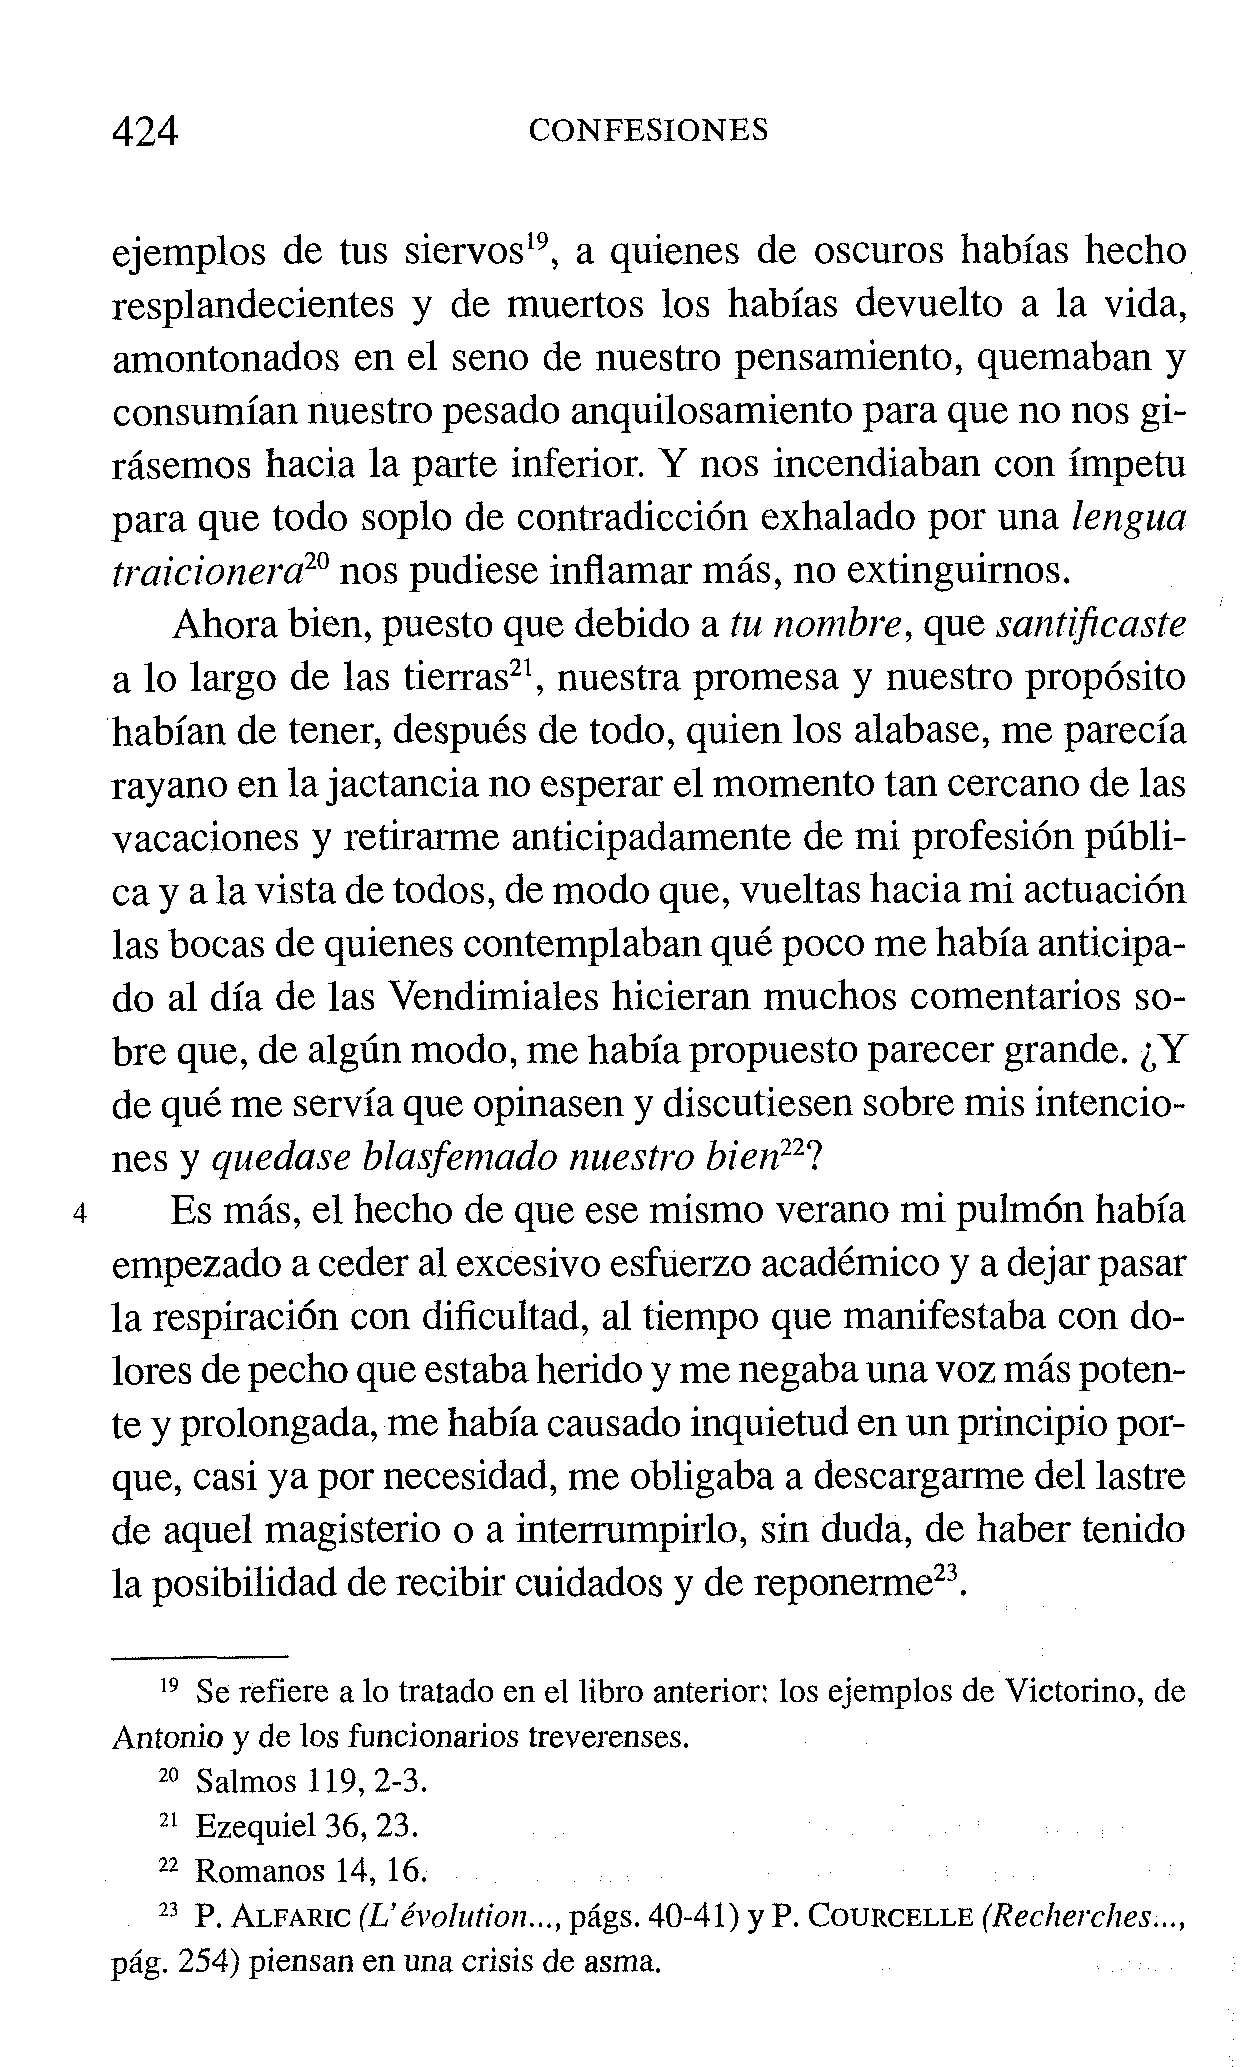 424 CONFESIONES
ejemplos de tus siervos¹⁹, a quienes de oscuros habías hecho
resplandecientes y de muertos los habías devuelto a la vida,
amontonados en el seno de nuestro pensamiento, quemaban y
consumían nuestro pesado anquilosamiento para que no nos gi-
rásemos hacia la parte inferior. Y nos incendiaban con ímpetu
para que todo soplo de contradicción exhalado por una lengua
traicionera²⁰ nos pudiese inflamar más, no extinguirnos.
Ahora bien, puesto que debido a tu nombre, que santificaste
a lo largo de las tierras²¹, nuestra promesa y nuestro propósito
habían de tener, después de todo, quien los alabase, me parecía
rayano en la jactancia no esperar el momento tan cercano de las
vacaciones y retirarme anticipadamente de mi profesión públi-
ca y a la vista de todos, de modo que, vueltas hacia mi actuación
las bocas de quienes contemplaban qué poco me había anticipa-
do al día de las Vendimiales hicieran muchos comentarios so-
bre que, de algún modo, me había propuesto parecer grande. ¿Y
de qué me servía que opinasen y discutiesen sobre mis intencio-
nes y quedase blasfemado nuestro bien²²?
4 Es más, el hecho de que ese mismo verano mi pulmón había
empezado a ceder al excesivo esfuerzo académico y a dejar pasar
la respiración con dificultad, al tiempo que manifestaba con do-
lores de pecho que estaba herido y me negaba una voz más poten-
te y prolongada, me había causado inquietud en un principio por-
que, casi ya por necesidad, me obligaba a descargarme del lastre
de aquel magisterio o a interrumpirlo, sin duda, de haber tenido
la posibilidad de recibir cuidados y de reponerme²³.
¹⁹ Se refiere a lo tratado en el libro anterior: los ejemplos de Victorino, de
Antonio y de los funcionarios treverenses.
²⁰ Salmos 119, 2-3.
²¹ Ezequiel 36, 23.
²² Romanos 14, 16.
²³ P. ALFARIC (L'évolution..., págs. 40-41) y P. COURCELLE (Recherches...,
pág. 254) piensan en una crisis de asma.